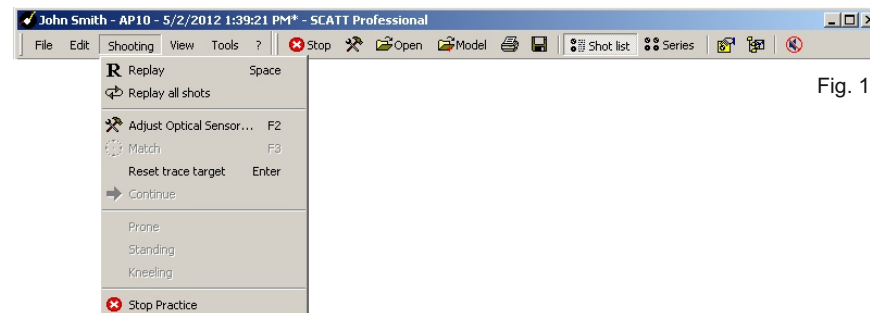 John Smith - AP10 - 5/2/2012 1:39:21 PM* - SCATT Professional
File Edit Shooting View Tools ? Stop Open Model Shot list Series
R Replay Space
Replay all shots
Fig. 1
Adjust Optical Sensor... F2
Match F3
Reset trace target Enter
Continue
Prone
Standing
Kneeling
Stop Practice